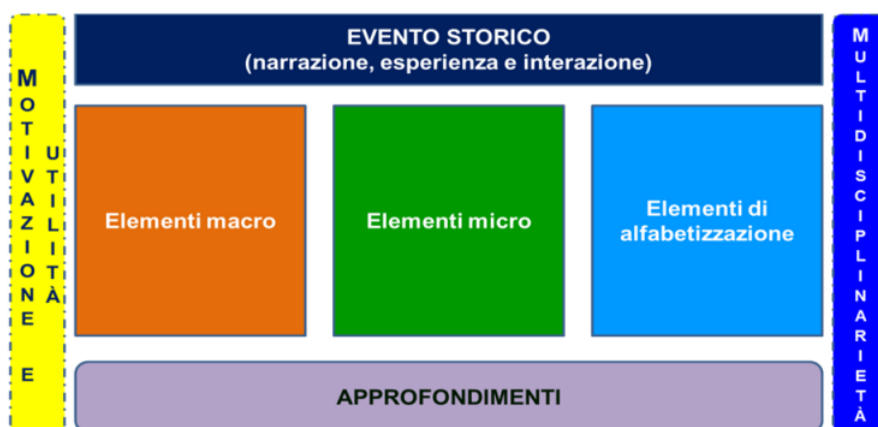 MOTIVAZIONE E
UTILITÀ
EVENTO STORICO
(narrazione, esperienza e interazione)
Elementi macro
Elementi micro
Elementi di
alfabetizzazione
APPROFONDIMENTI
MULTIDISCIPLINARIETÀ